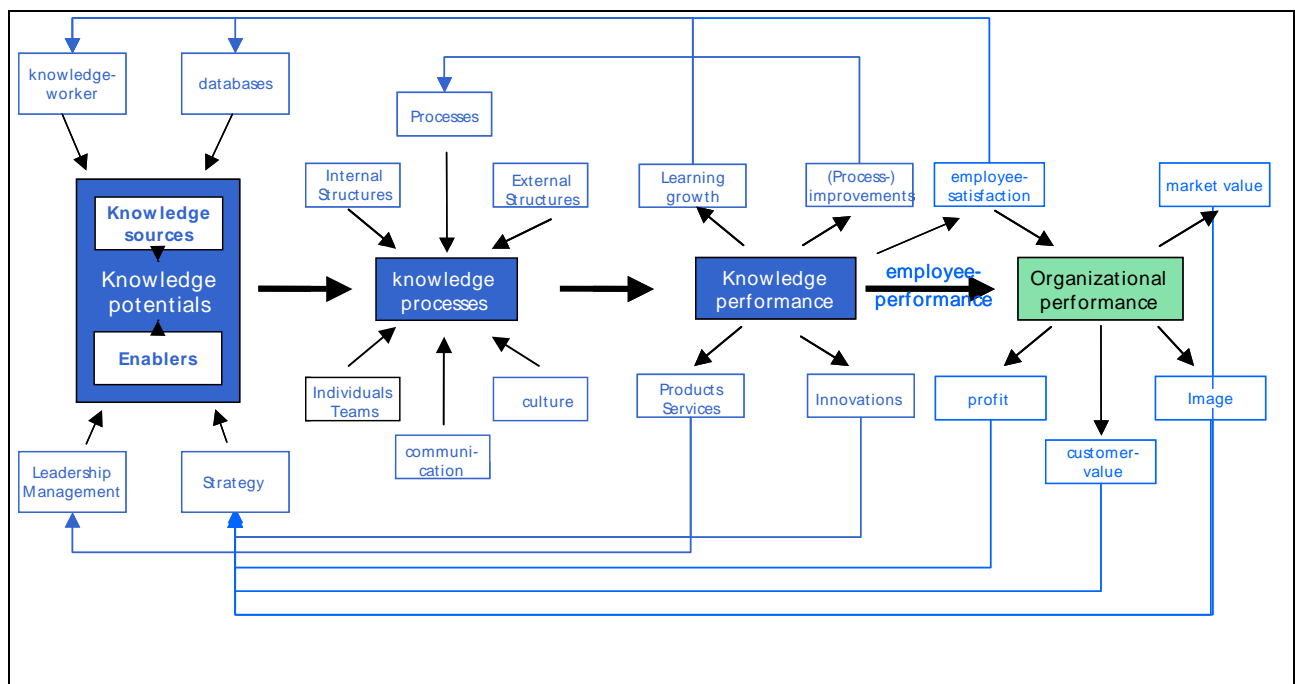 knowledge-
worker
databases
Processes
Internal
Structures
External
Structures
Learning
growth
(Process-)
improvements
employee-
satisfaction
market value
Knowledge
sources
Knowledge
potentials
Enablers
knowledge
processes
Knowledge
performance
employee-
performance
Organizational
performance
Individuals
Teams
communi-
cation
culture
Products
Services
Innovations
profit
customer-
value
Image
Leadership
Management
Strategy